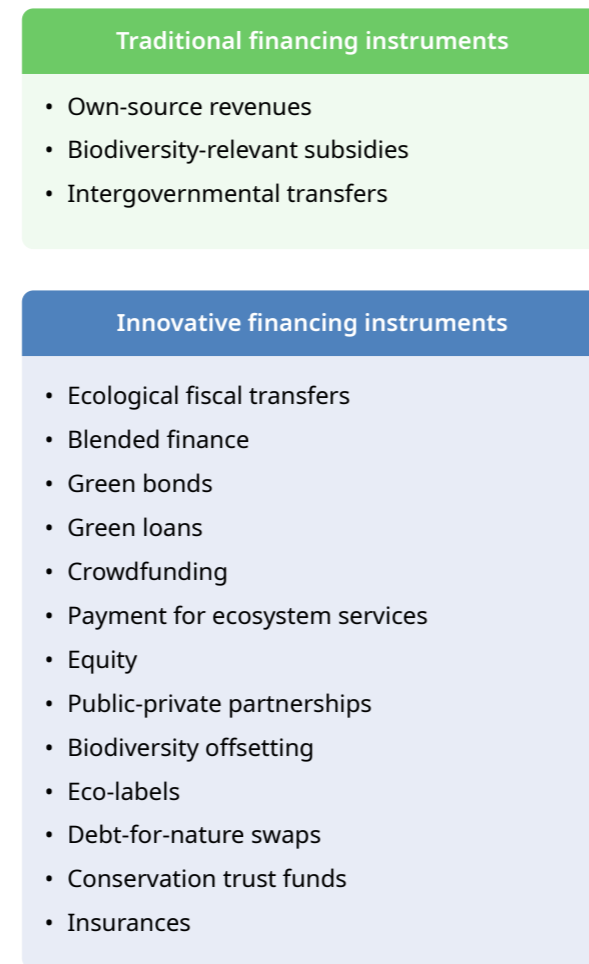 Traditional financing instruments
• Own-source revenues
• Biodiversity-relevant subsidies
• Intergovernmental transfers
Innovative financing instruments
• Ecological fiscal transfers
• Blended finance
• Green bonds
• Green loans
• Crowdfunding
• Payment for ecosystem services
• Equity
• Public-private partnerships
• Biodiversity offsetting
• Eco-labels
• Debt-for-nature swaps
• Conservation trust funds
• Insurances